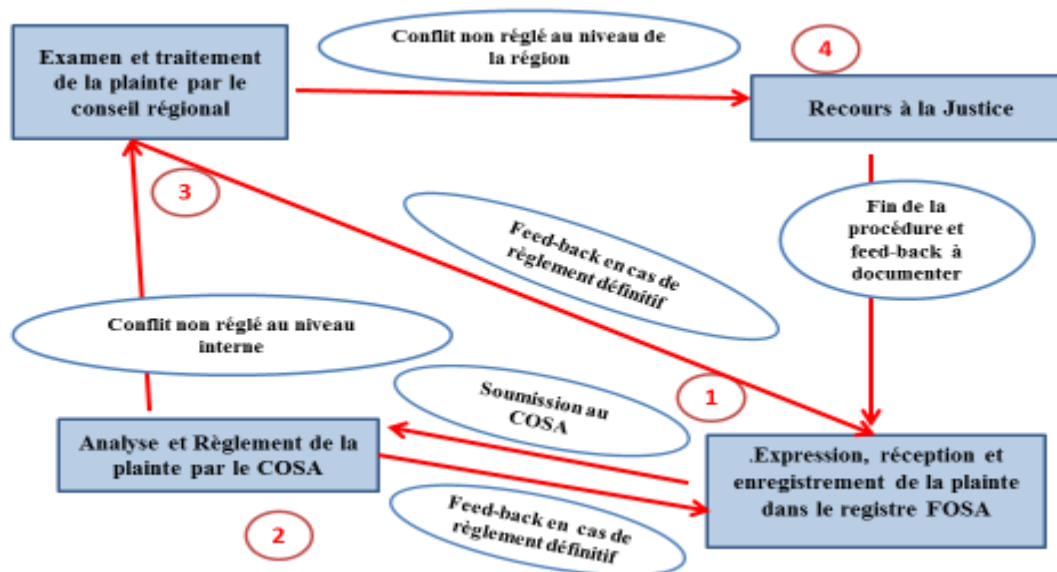 Examen et traitement
de la plainte par le
conseil régional
Conflit non réglé au niveau de
la région
4
Recours à la Justice
3
Feed-back en cas de
règlement définitif
Fin de la
procédure et
feed-back à
documenter
Conflit non réglé au niveau
interne
1
Soumission au
COSA
Analyse et Règlement de la
plainte par le COSA
.Expression, réception et
enregistrement de la plainte
dans le registre FOSA
2
Feed-back en cas de
règlement définitif